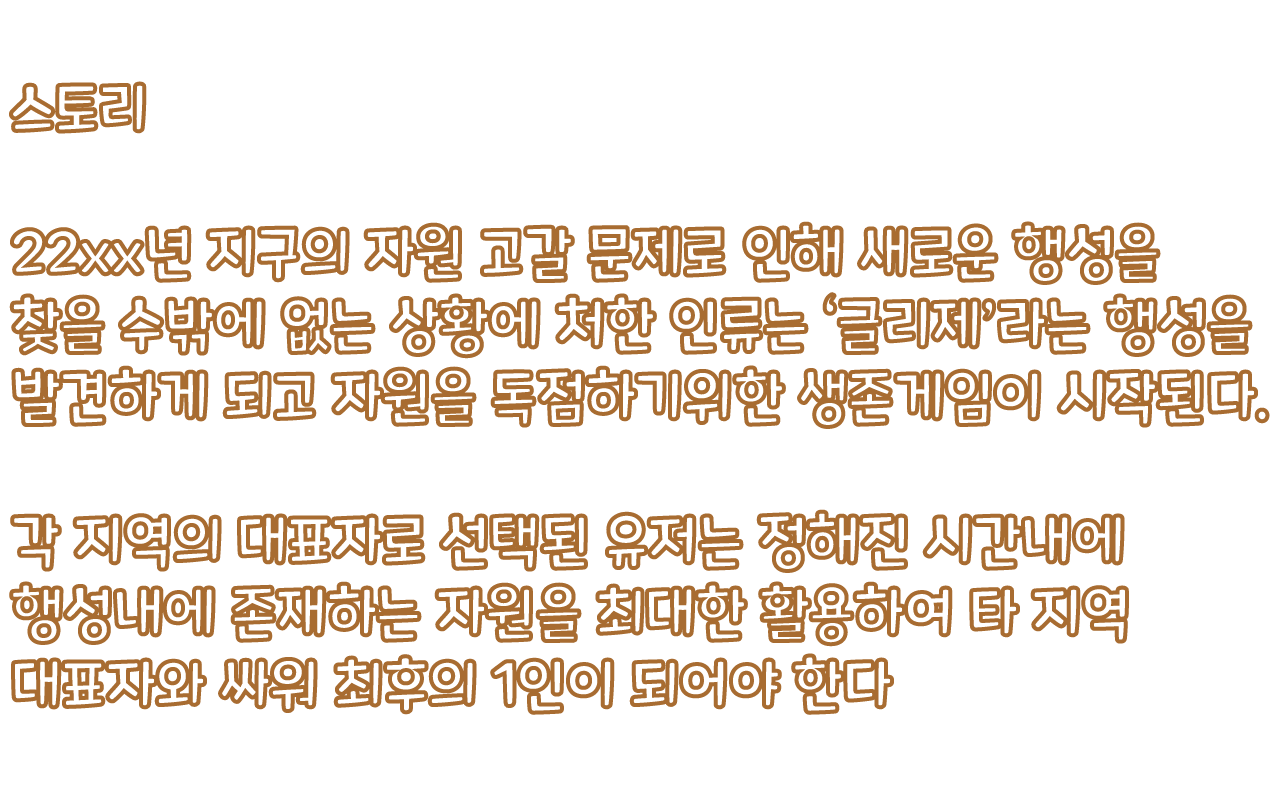 스토리
22xx년 지구의 자원 고갈 문제로 인해 새로운 행성을
찾을 수밖에 없는 상황에 처한 인류는 ‘글리제’라는 행성을
발견하게 되고 자원을 독점하기위한 생존게임이 시작된다.
각 지역의 대표자로 선택된 유저는 정해진 시간내에
행성내에 존재하는 자원을 최대한 활용하여 타 지역
대표자와 싸워 최후의 1인이 되어야 한다